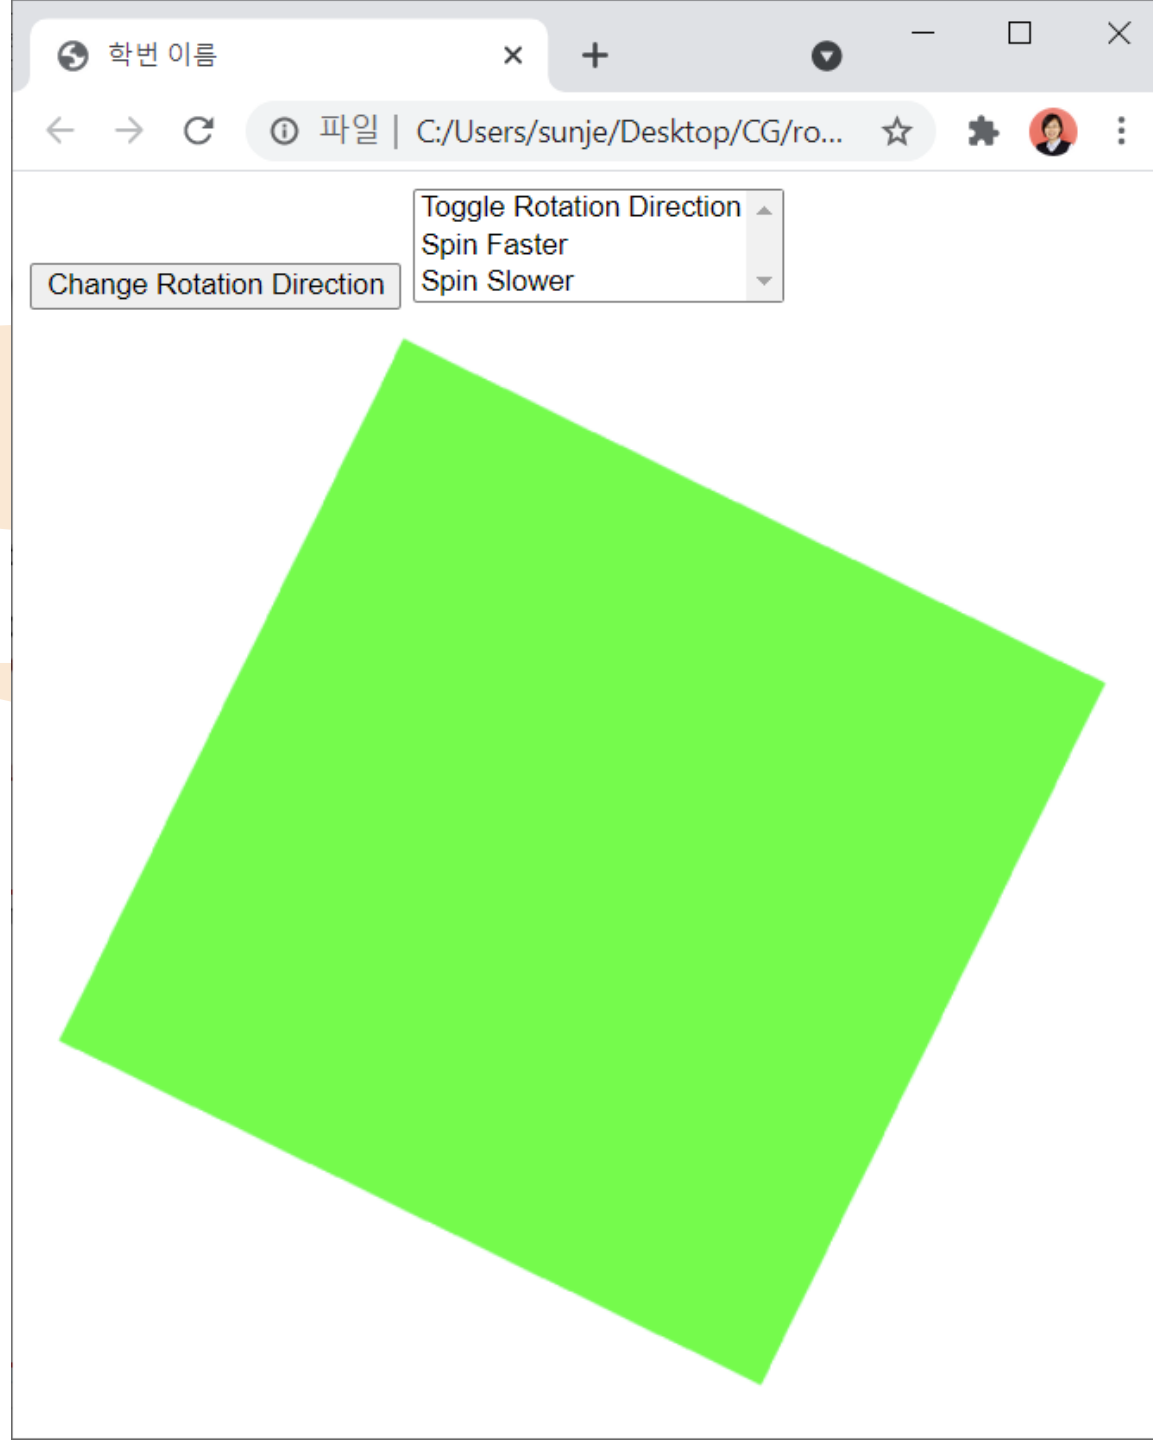 학번 이름
파일 | C:/Users/sunje/Desktop/CG/ro...
Toggle Rotation Direction
Spin Faster
Spin Slower
Change Rotation Direction